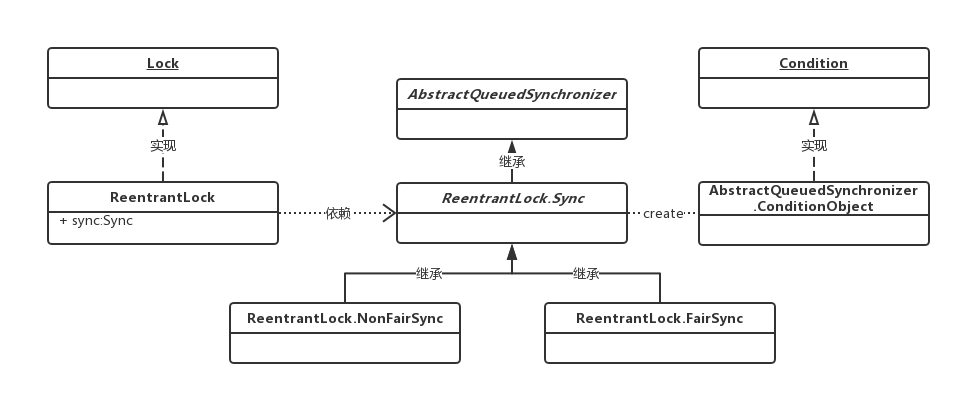 Lock
Condition
AbstractQueuedSynchronizer
实现
继承
实现
ReentrantLock
+ sync:Sync
依赖
ReentrantLock.Sync
create
AbstractQueuedSynchronizer
.ConditionObject
继承
继承
ReentrantLock.NonFairSync
ReentrantLock.FairSync